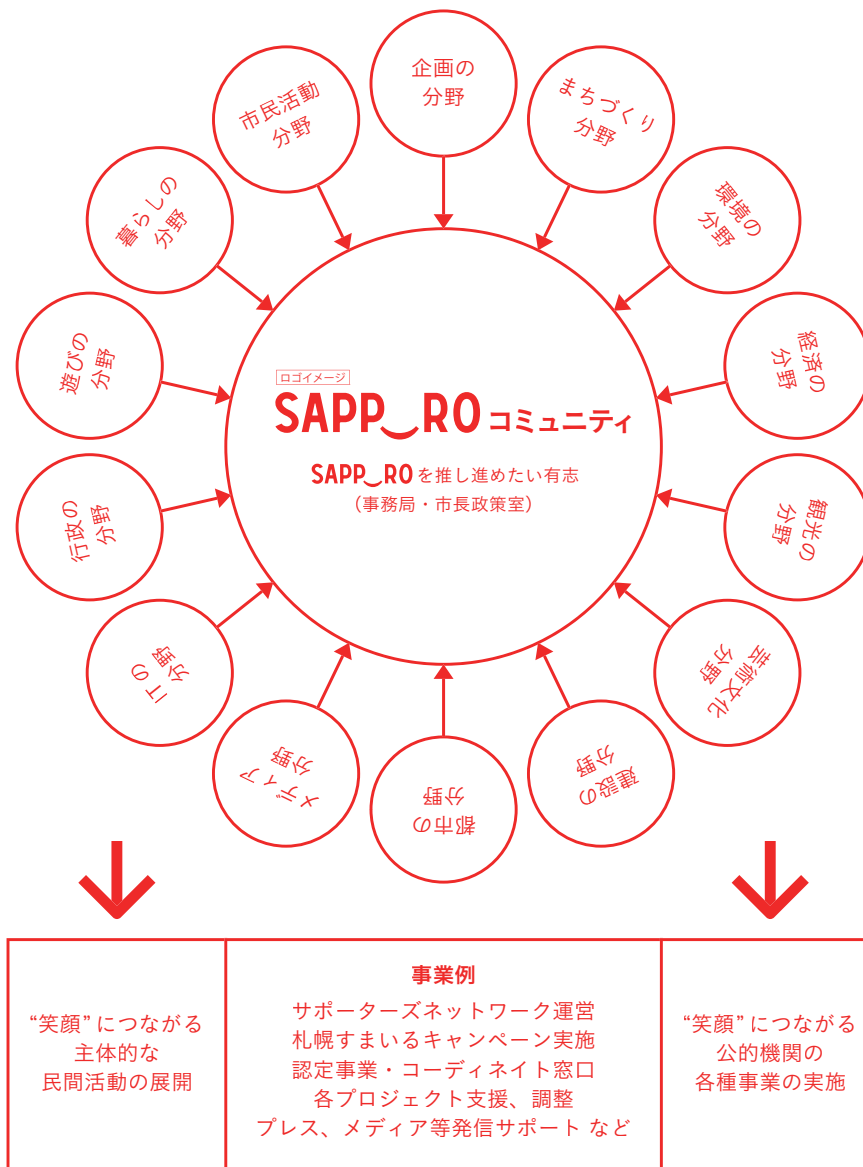 企画の
分野
まちづくり
分野
環境の
分野
経済の
分野
観光の
分野
芸術文化
分野
建設の
分野
都市の
分野
メディア
分野
ITの
分野
行政の
分野
遊びの
分野
暮らしの
分野
市民活動
分野
ロゴイメージ
SAPP‿RO コミュニティ
SAPP‿RO を推し進めたい有志
（事務局・市長政策室）
“笑顔”につながる
主体的な
民間活動の展開
事業例
サポーターズネットワーク運営
札幌すまいるキャンペーン実施
認定事業・コーディネイト窓口
各プロジェクト支援、調整
プレス、メディア等発信サポート など
“笑顔”につながる
公的機関の
各種事業の実施